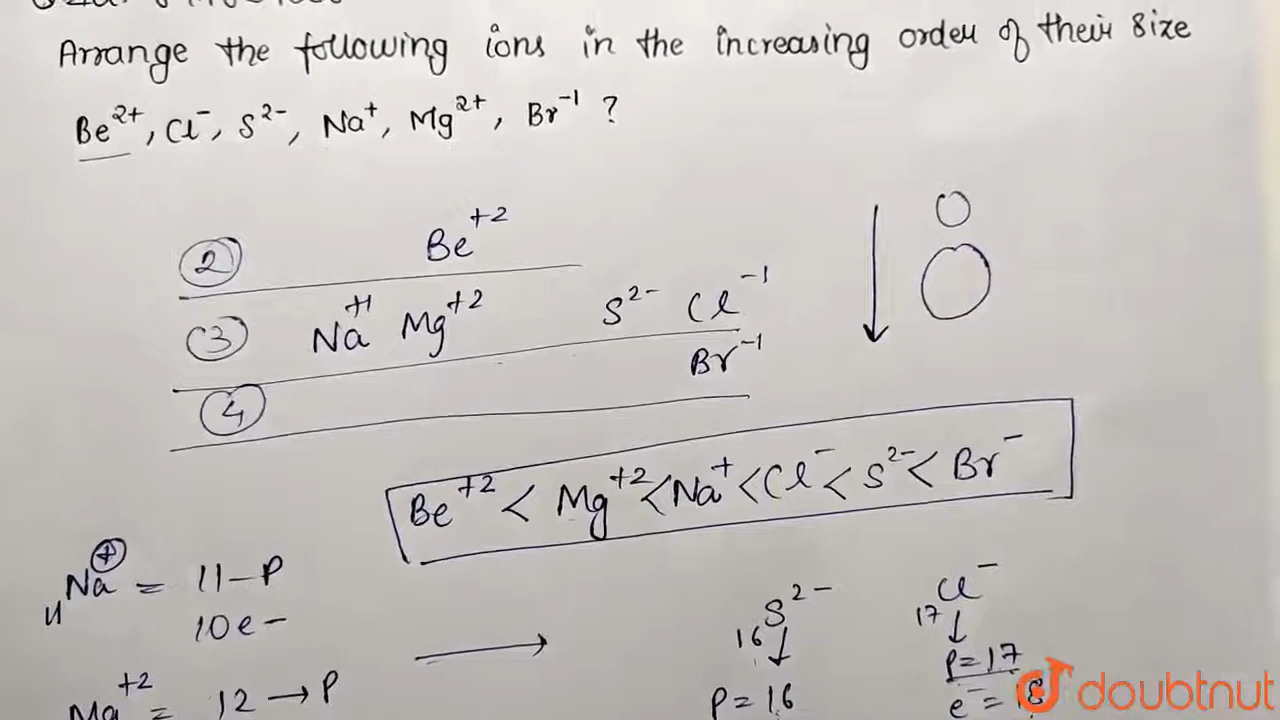 Arrange the following ions in the increasing order of their size
Be²⁺, Cl⁻, S²⁻, Na⁺, Mg²⁺, Br⁻¹ ?
② Be⁺²
③ Na⁺¹ Mg⁺² S²⁻ Cl⁻¹
Br⁻¹
④
Be⁺² < Mg⁺² < Na⁺ < Cl⁻ < S²⁻ < Br⁻
₁₁Na⁺ = 11-P
10e-
Mg⁺² = 12 → P
₁₆S²⁻
P = 16
₁₇Cl⁻
P = 17
e⁻ = 18
doubtnut